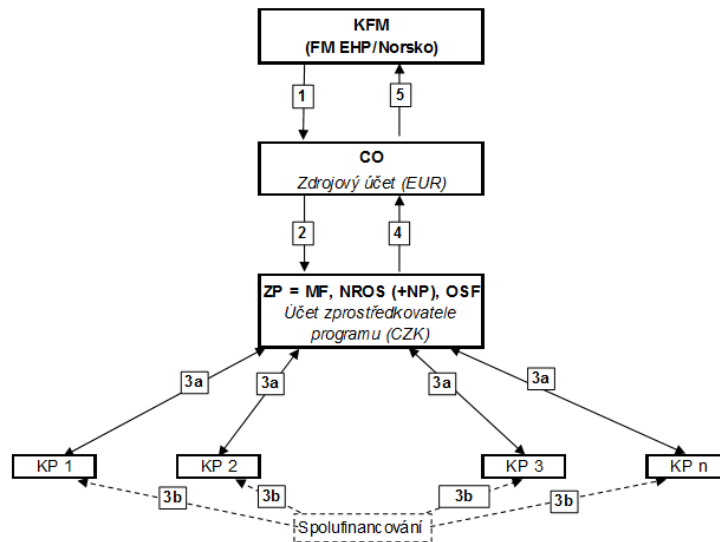 KFM
(FM EHP/Norsko)
1
5
CO
Zdrojový účet (EUR)
2
4
ZP = MF, NROS (+NP), OSF
Účet zprostředkovatele
programu (CZK)
3a
3a
3a
3a
KP 1
KP 2
KP 3
KP n
3b
3b
3b
3b
Spolufinancování